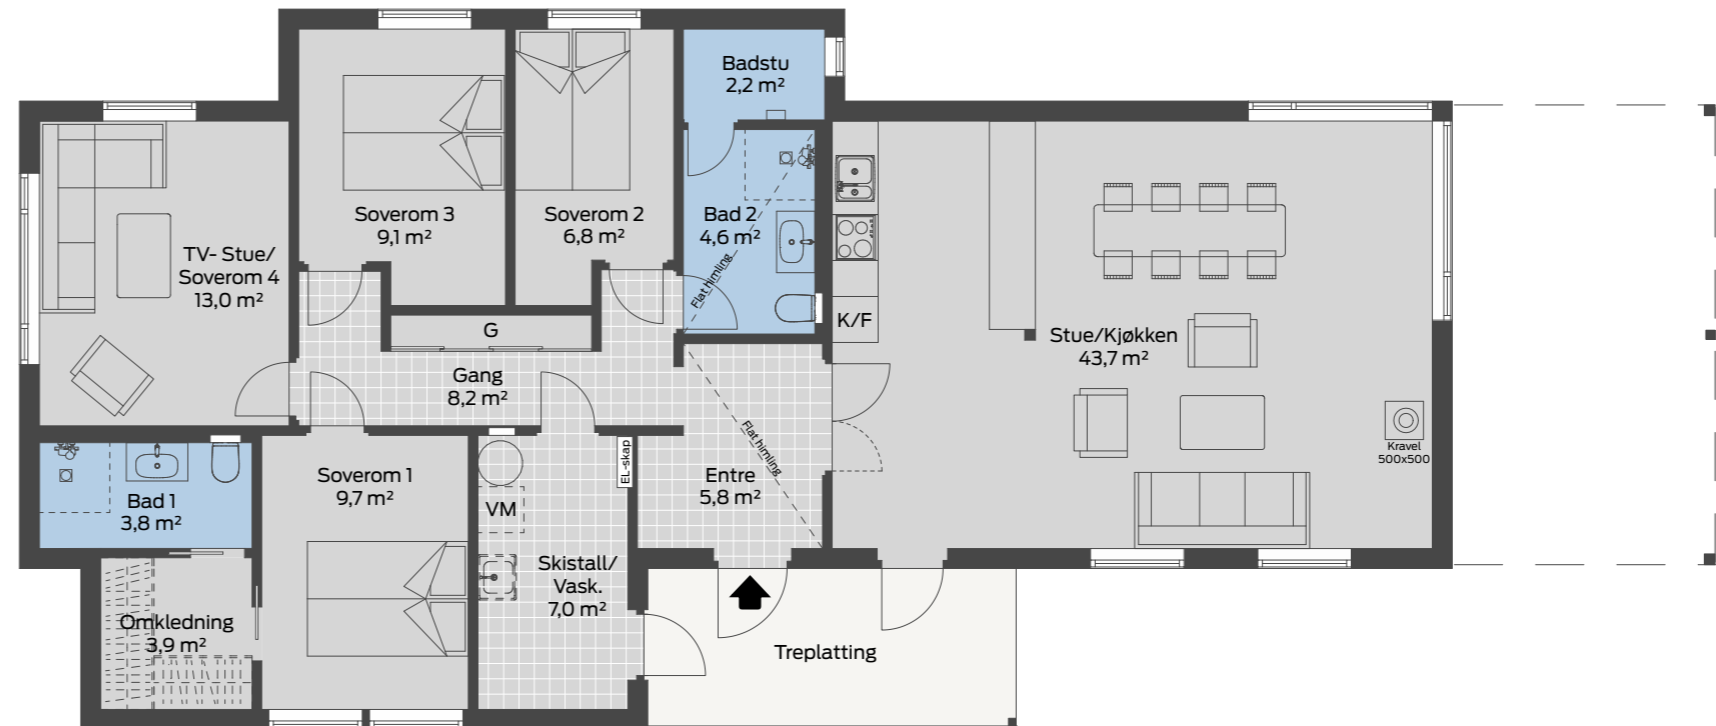 Badstu
2,2 m²
Soverom 3
9,1 m²
Soverom 2
6,8 m²
Bad 2
4,6 m²
Flat himling
TV- Stue/
Soverom 4
13,0 m²
G
K/F
Stue/Kjøkken
43,7 m²
Gang
8,2 m²
Flat himling
Kravel
500x500
EL-skap
Entre
5,8 m²
Soverom 1
9,7 m²
Bad 1
3,8 m²
VM
Skistall/
Vask.
7,0 m²
Omkledning
3,9 m²
Treplatting